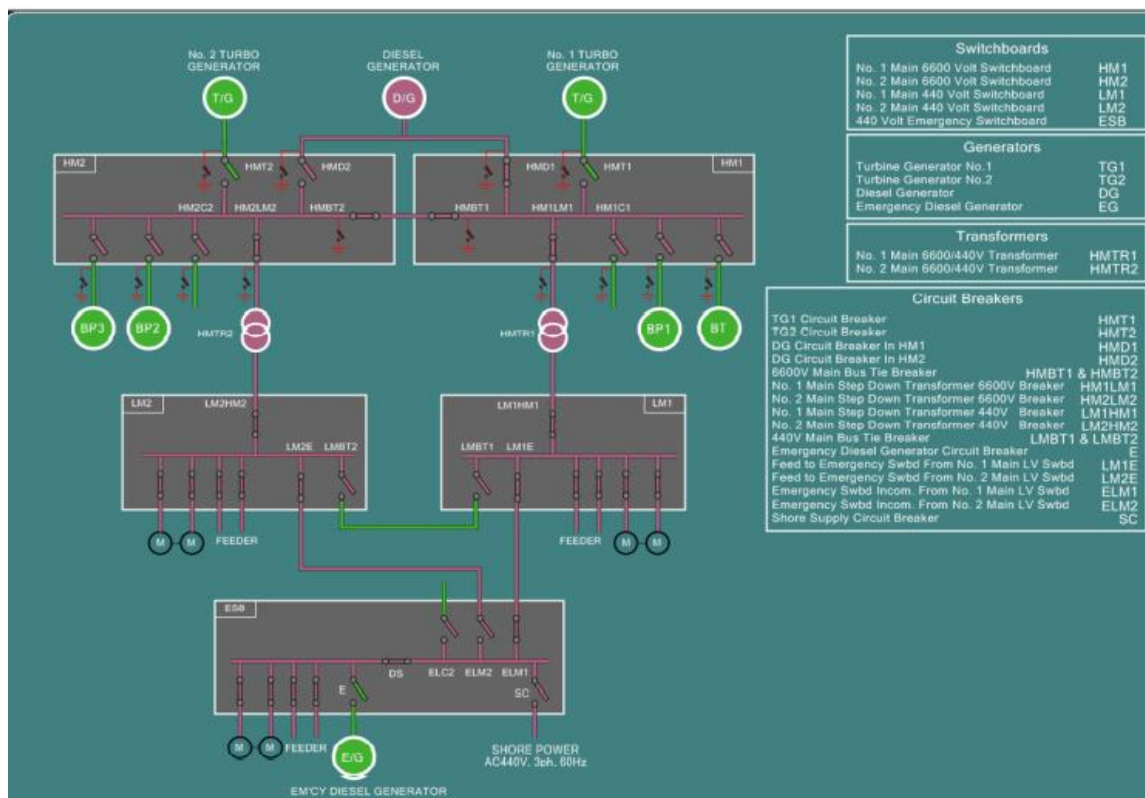 No. 2 TURBO
GENERATOR
DIESEL
GENERATOR
No. 1 TURBO
GENERATOR
T/G
D/G
T/G
HM2
HMT2
HMD2
HMD1
HMT1
HM1
HM2C2
HM2LM2
HMBT2
HMBT1
HM1LM1
HM1C1
BP3
BP2
HMTR2
HMTR1
BP1
BT
LM2
LM2HM2
LM1HM1
LM1
LM2E
LMBT2
LMBT1
LM1E
M
M
FEEDER
FEEDER
M
M
ESB
DS
ELC2
ELM2
ELM1
E
SC
M
M
FEEDER
E/G
SHORE POWER
AC440V. 3ph. 60Hz
EM'CY DIESEL GENERATOR
Switchboards
No. 1 Main 6600 Volt Switchboard HM1
No. 2 Main 6600 Volt Switchboard HM2
No. 1 Main 440 Volt Switchboard LM1
No. 2 Main 440 Volt Switchboard LM2
440 Volt Emergency Switchboard ESB
Generators
Turbine Generator No.1 TG1
Turbine Generator No.2 TG2
Diesel Generator DG
Emergency Diesel Generator EG
Transformers
No. 1 Main 6600/440V Transformer HMTR1
No. 2 Main 6600/440V Transformer HMTR2
Circuit Breakers
TG1 Circuit Breaker HMT1
TG2 Circuit Breaker HMT2
DG Circuit Breaker In HM1 HMD1
DG Circuit Breaker In HM2 HMD2
6600V Main Bus Tie Breaker HMBT1 & HMBT2
No. 1 Main Step Down Transformer 6600V Breaker HM1LM1
No. 2 Main Step Down Transformer 6600V Breaker HM2LM2
No. 1 Main Step Down Transformer 440V Breaker LM1HM1
No. 2 Main Step Down Transformer 440V Breaker LM2HM2
440V Main Bus Tie Breaker LMBT1 & LMBT2
Emergency Diesel Generator Circuit Breaker E
Feed to Emergency Swbd From No. 1 Main LV Swbd LM1E
Feed to Emergency Swbd From No. 2 Main LV Swbd LM2E
Emergency Swbd Incom. From No. 1 Main LV Swbd ELM1
Emergency Swbd Incom. From No. 2 Main LV Swbd ELM2
Shore Supply Circuit Breaker SC